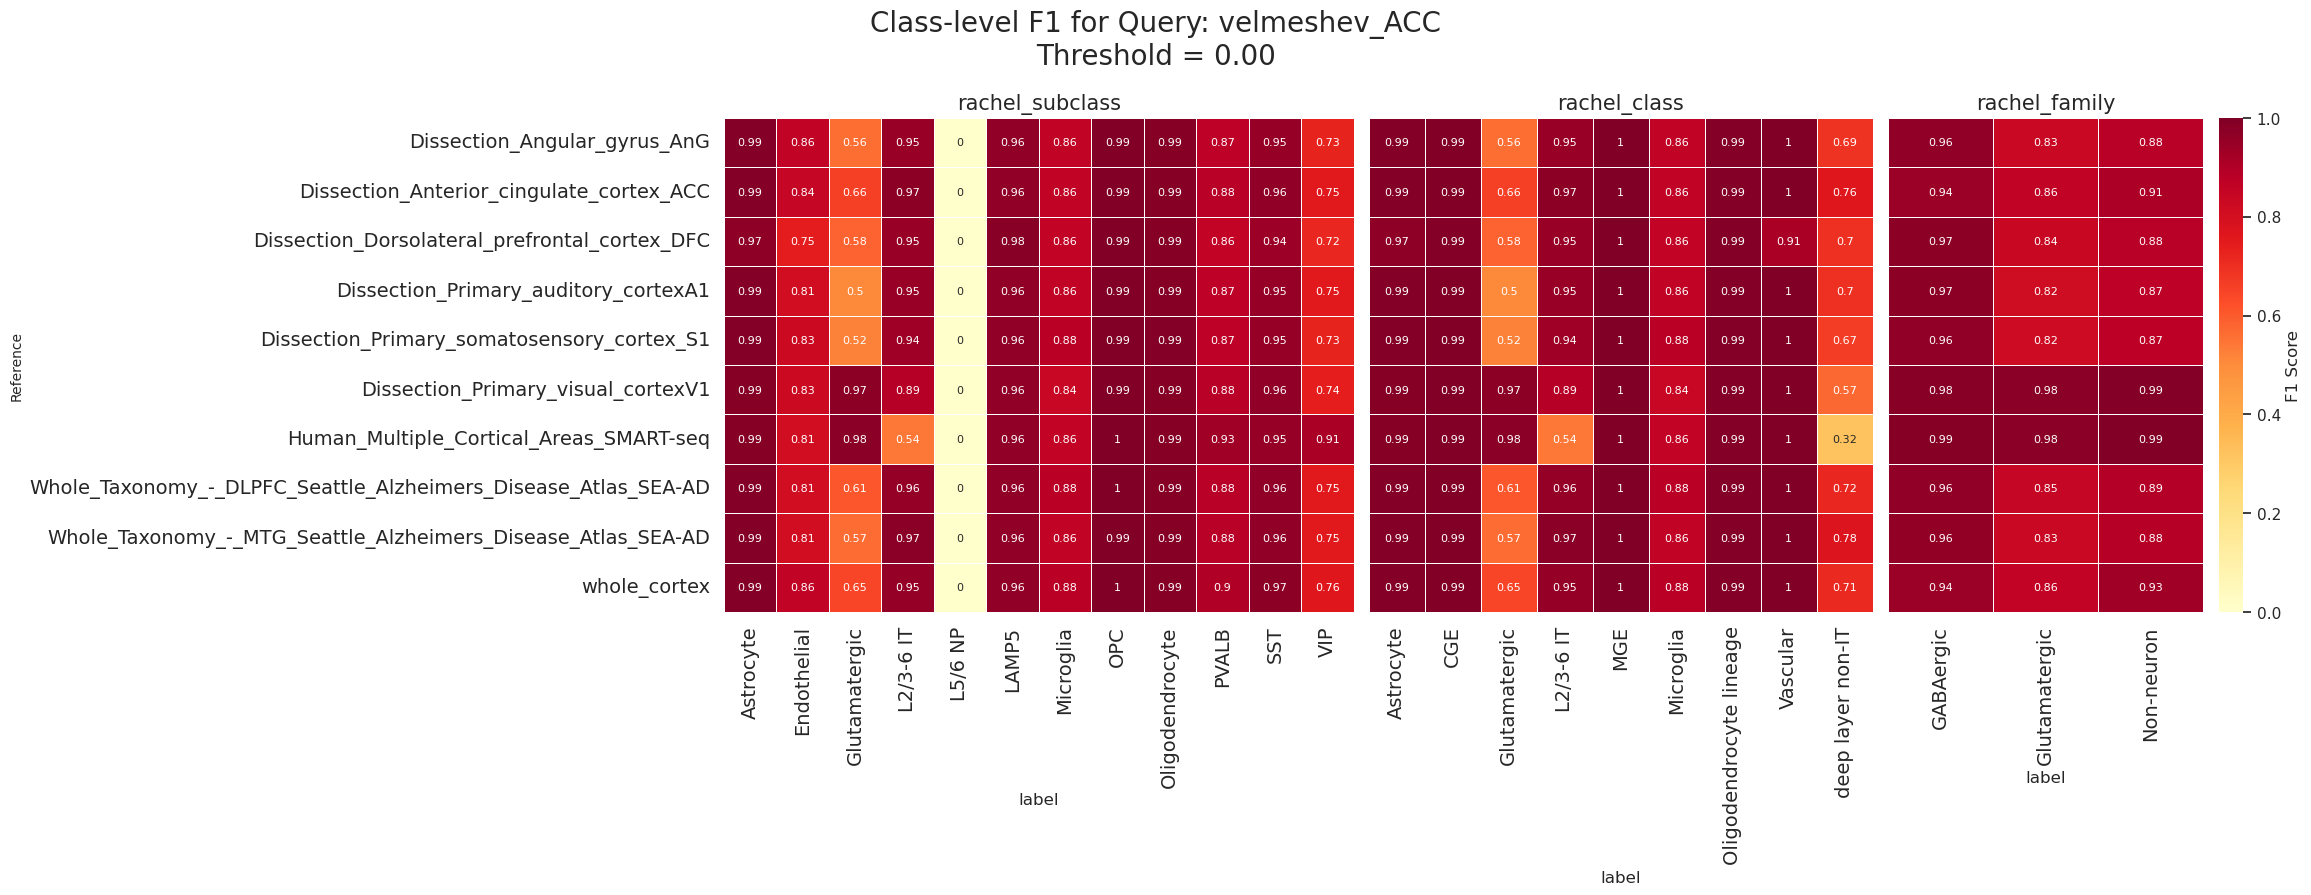 Class-level F1 for Query: velmeshev_ACC
Threshold = 0.00
rachel_subclass
rachel_class
rachel_family
Reference
Dissection_Angular_gyrus_AnG 0.99 0.86 0.56 0.95 0 0.96 0.86 0.99 0.99 0.87 0.95 0.73 0.99 0.99 0.56 0.95 1 0.86 0.99 1 0.69 0.96 0.83 0.88
Dissection_Anterior_cingulate_cortex_ACC 0.99 0.84 0.66 0.97 0 0.96 0.86 0.99 0.99 0.88 0.96 0.75 0.99 0.99 0.66 0.97 1 0.86 0.99 1 0.76 0.94 0.86 0.91
Dissection_Dorsolateral_prefrontal_cortex_DFC 0.97 0.75 0.58 0.95 0 0.98 0.86 0.99 0.99 0.86 0.94 0.72 0.97 0.99 0.58 0.95 1 0.86 0.99 0.91 0.7 0.97 0.84 0.88
Dissection_Primary_auditory_cortexA1 0.99 0.81 0.5 0.95 0 0.96 0.86 0.99 0.99 0.87 0.95 0.75 0.99 0.99 0.5 0.95 1 0.86 0.99 1 0.7 0.97 0.82 0.87
Dissection_Primary_somatosensory_cortex_S1 0.99 0.83 0.52 0.94 0 0.96 0.88 0.99 0.99 0.87 0.95 0.73 0.99 0.99 0.52 0.94 1 0.88 0.99 1 0.67 0.96 0.82 0.87
Dissection_Primary_visual_cortexV1 0.99 0.83 0.97 0.89 0 0.96 0.84 0.99 0.99 0.88 0.96 0.74 0.99 0.99 0.97 0.89 1 0.84 0.99 1 0.57 0.98 0.98 0.99
Human_Multiple_Cortical_Areas_SMART-seq 0.99 0.81 0.98 0.54 0 0.96 0.86 1 0.99 0.93 0.95 0.91 0.99 0.99 0.98 0.54 1 0.86 0.99 1 0.32 0.99 0.98 0.99
Whole_Taxonomy_-_DLPFC_Seattle_Alzheimers_Disease_Atlas_SEA-AD 0.99 0.81 0.61 0.96 0 0.96 0.88 1 0.99 0.88 0.96 0.75 0.99 0.99 0.61 0.96 1 0.88 0.99 1 0.72 0.96 0.85 0.89
Whole_Taxonomy_-_MTG_Seattle_Alzheimers_Disease_Atlas_SEA-AD 0.99 0.81 0.57 0.97 0 0.96 0.86 0.99 0.99 0.88 0.96 0.75 0.99 0.99 0.57 0.97 1 0.86 0.99 1 0.78 0.96 0.83 0.88
whole_cortex 0.99 0.86 0.65 0.95 0 0.96 0.88 1 0.99 0.9 0.97 0.76 0.99 0.99 0.65 0.95 1 0.88 0.99 1 0.71 0.94 0.86 0.93
Astrocyte
Endothelial
Glutamatergic
L2/3-6 IT
L5/6 NP
LAMP5
Microglia
OPC
Oligodendrocyte
PVALB
SST
VIP
label
Astrocyte
CGE
Glutamatergic
L2/3-6 IT
MGE
Microglia
Oligodendrocyte lineage
Vascular
deep layer non-IT
label
GABAergic
Glutamatergic
Non-neuron
label
1.0
0.8
0.6
0.4
0.2
0.0
F1 Score